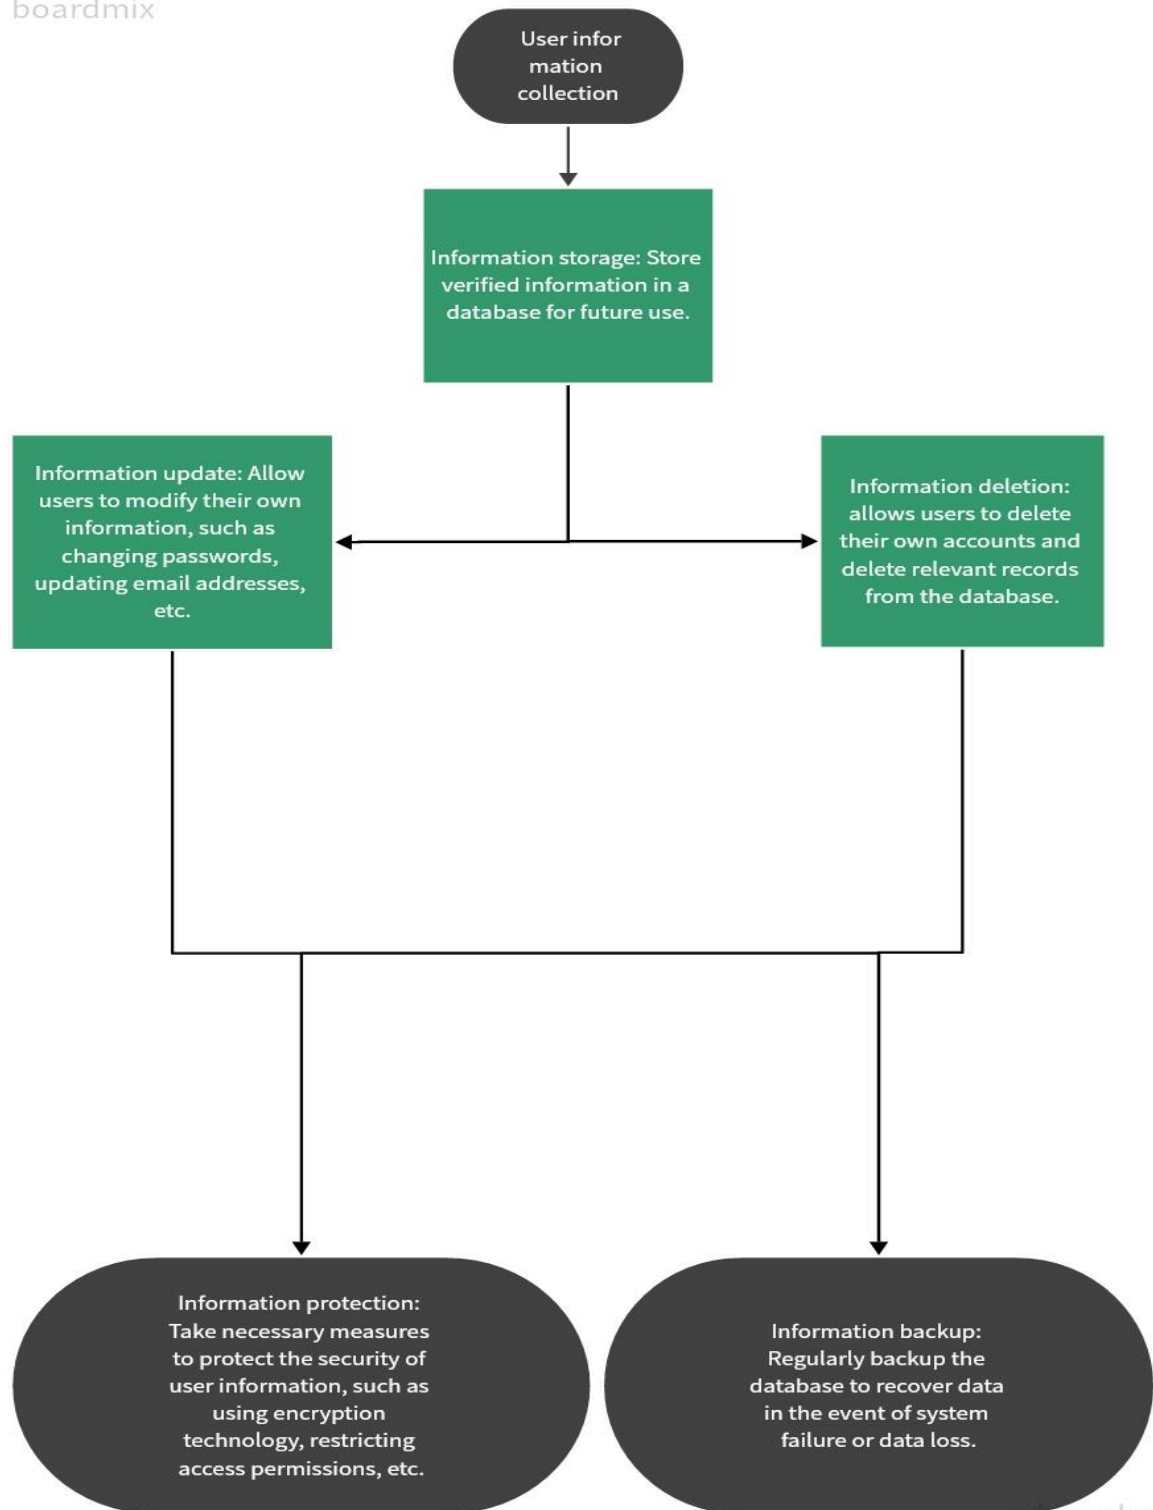 boardmix
User infor
mation
collection
Information storage: Store
verified information in a
database for future use.
Information update: Allow
users to modify their own
information, such as
changing passwords,
updating email addresses,
etc.
Information deletion:
allows users to delete
their own accounts and
delete relevant records
from the database.
Information protection:
Take necessary measures
to protect the security of
user information, such as
using encryption
technology, restricting
access permissions, etc.
Information backup:
Regularly backup the
database to recover data
in the event of system
failure or data loss.